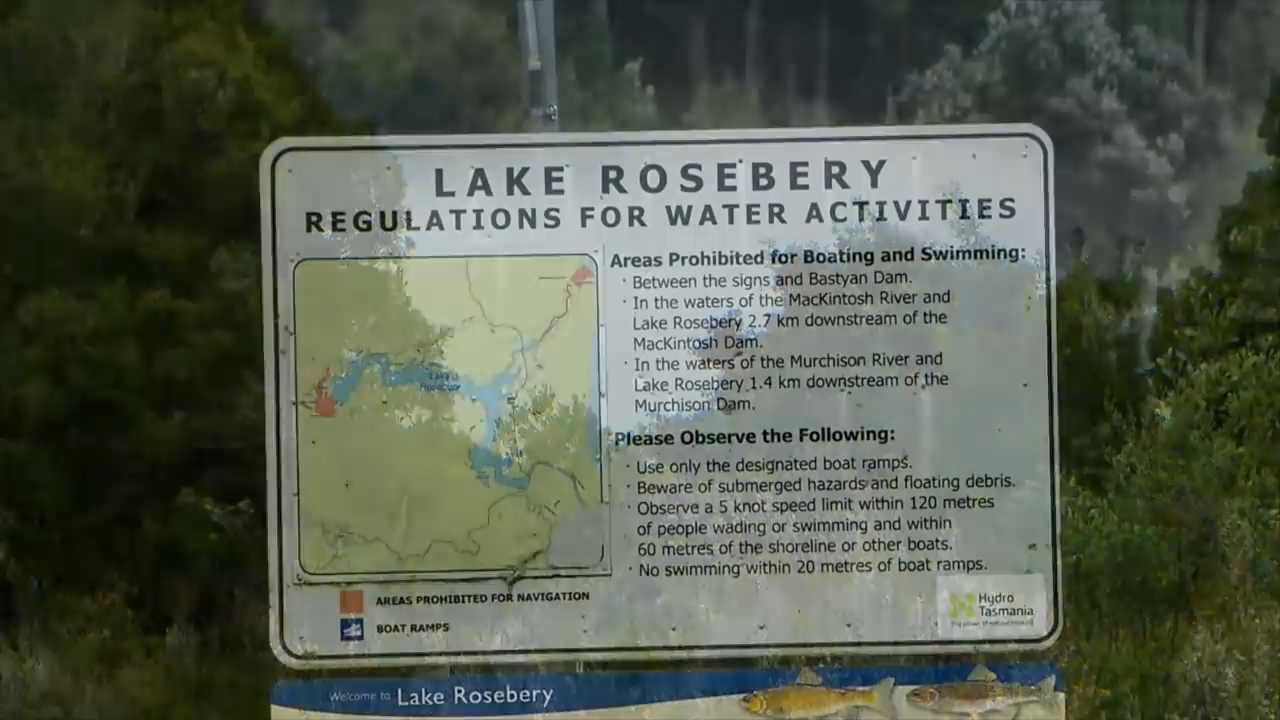 LAKE ROSEBERY
REGULATIONS FOR WATER ACTIVITIES
Areas Prohibited for Boating and Swimming:
· Between the signs and Bastyan Dam.
· In the waters of the MacKintosh River and
Lake Rosebery 2.7 km downstream of the
MacKintosh Dam.
· In the waters of the Murchison River and
Lake Rosebery 1.4 km downstream of the
Murchison Dam.
Please Observe the Following:
· Use only the designated boat ramps.
· Beware of submerged hazards and floating debris.
· Observe a 5 knot speed limit within 120 metres
of people wading or swimming and within
60 metres of the shoreline or other boats.
· No swimming within 20 metres of boat ramps.
Lake
Rosebery
AREAS PROHIBITED FOR NAVIGATION
BOAT RAMPS
Hydro
Tasmania
Welcome to Lake Rosebery